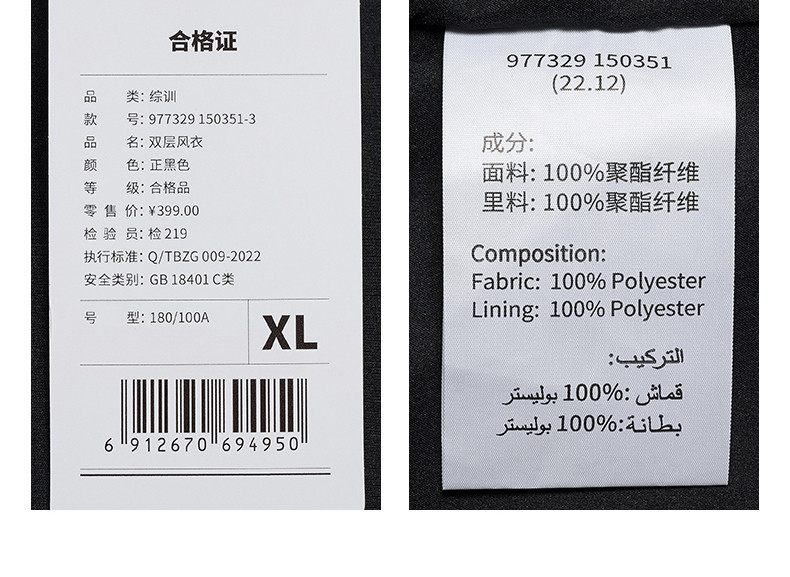 合格证
品　　类: 综训
款　　号: 977329 150351-3
品　　名: 双层风衣
颜　　色: 正黑色
等　　级: 合格品
零 售 价: ¥399.00
检 验 员: 检 219
执行标准: Q/TBZG 009-2022
安全类别: GB 18401 C类
号　　型: 180/100A
XL
6 912670 694950
977329 150351
(22.12)
成分:
面料: 100%聚酯纤维
里料: 100%聚酯纤维
Composition:
Fabric: 100% Polyester
Lining: 100% Polyester
التركيب:
قماش :100% بوليستر
بطانة:100% بوليستر